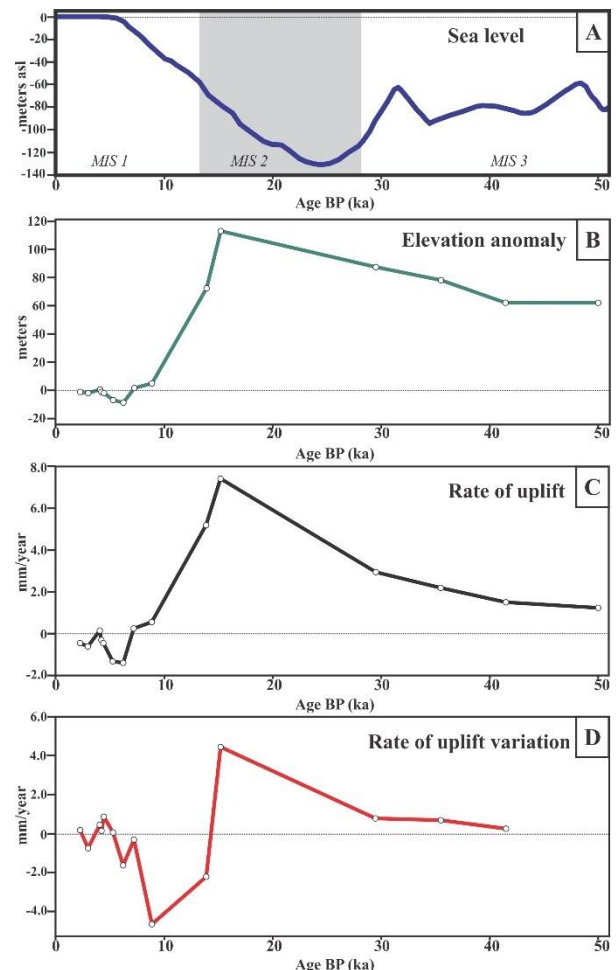 A
Sea level
0
-20
-40
-60
-80
-100
-120
-140
meters asl
MIS 1
MIS 2
MIS 3
0
10
20
30
40
50
Age BP (ka)
B
Elevation anomaly
120
100
80
60
40
20
0
-20
meters
0
10
20
30
40
50
Age BP (ka)
C
Rate of uplift
8.0
6.0
4.0
2.0
0
-2.0
mm/year
0
10
20
30
40
50
Age BP (ka)
D
Rate of uplift variation
6.0
4.0
2.0
0
-2.0
-4.0
mm/year
0
10
20
30
40
50
Age BP (ka)